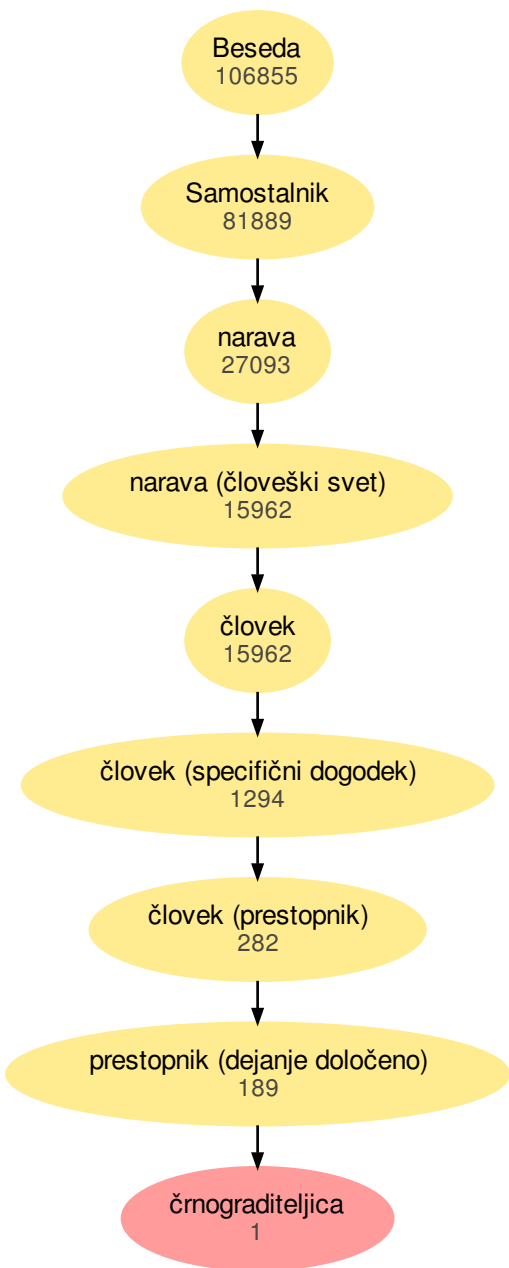 Beseda
106855
Samostalnik
81889
narava
27093
narava (človeški svet)
15962
človek
15962
človek (specifični dogodek)
1294
človek (prestopnik)
282
prestopnik (dejanje določeno)
189
črnograditeljica
1